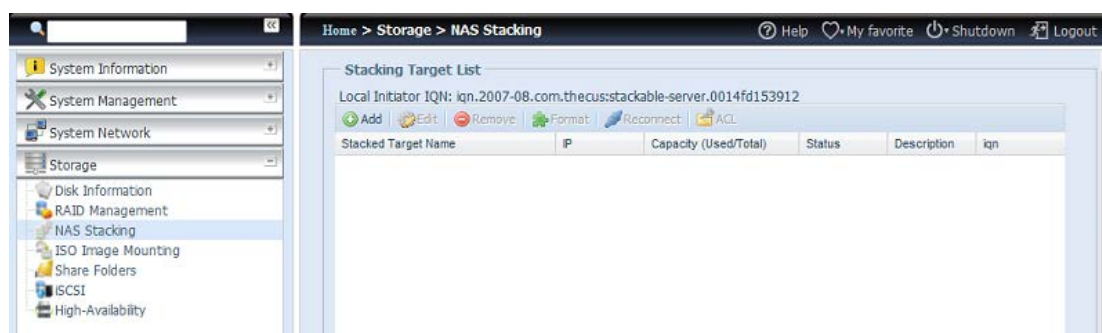 Home > Storage > NAS Stacking
Help My favorite Shutdown Logout
System Information
System Management
System Network
Storage
Disk Information
RAID Management
NAS Stacking
ISO Image Mounting
Share Folders
iSCSI
High-Availability
Stacking Target List
Local Initiator IQN: iqn.2007-08.com.thecus:stackable-server.0014fd153912
Add Edit Remove Format Reconnect ACL
Stacked Target Name IP Capacity (Used/Total) Status Description iqn